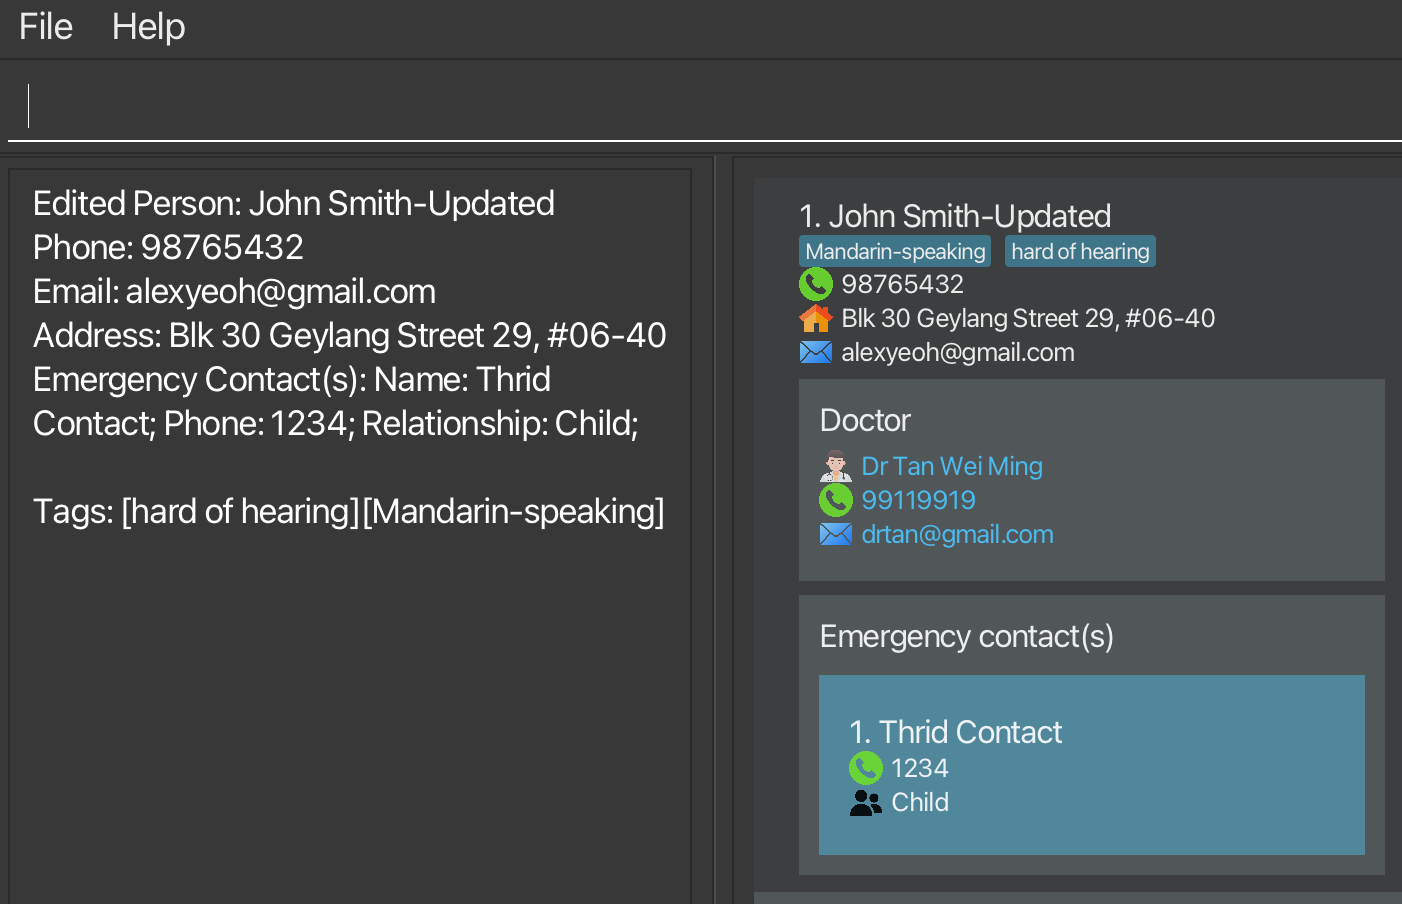 File Help
Edited Person: John Smith-Updated
Phone: 98765432
Email: alexyeoh@gmail.com
Address: Blk 30 Geylang Street 29, #06-40
Emergency Contact(s): Name: Thrid
Contact; Phone: 1234; Relationship: Child;
Tags: [hard of hearing][Mandarin-speaking]
1. John Smith-Updated
Mandarin-speaking hard of hearing
98765432
Blk 30 Geylang Street 29, #06-40
alexyeoh@gmail.com
Doctor
Dr Tan Wei Ming
99119919
drtan@gmail.com
Emergency contact(s)
1. Thrid Contact
1234
Child